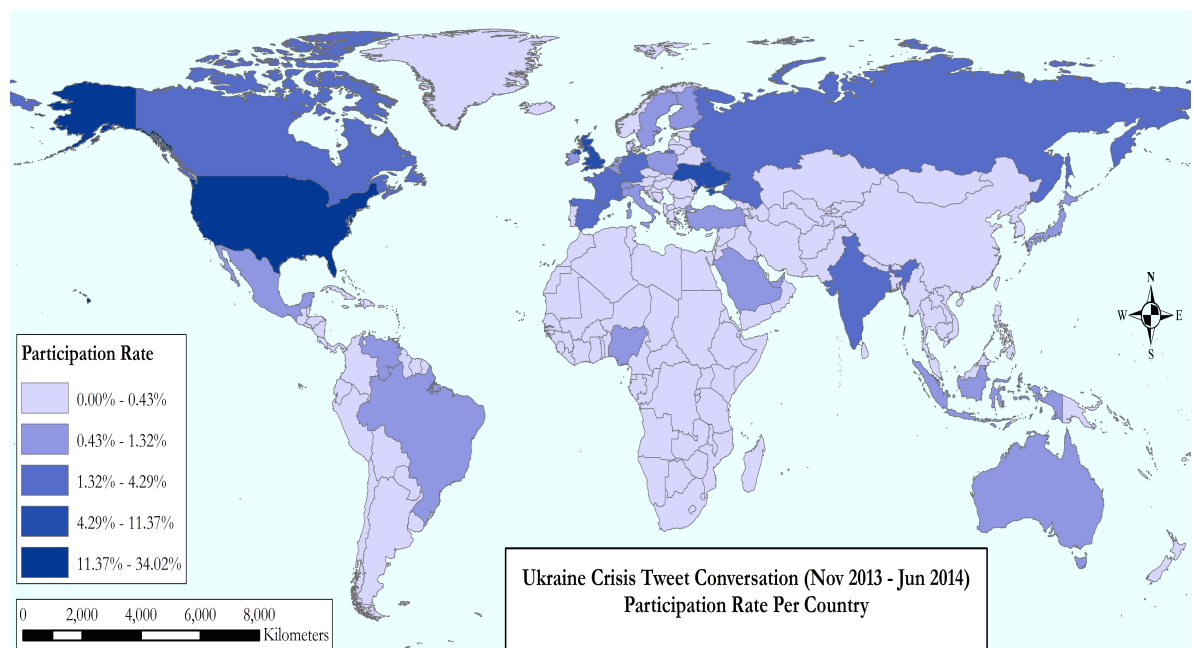 N
W E
S
Participation Rate
0.00% - 0.43%
0.43% - 1.32%
1.32% - 4.29%
4.29% - 11.37%
11.37% - 34.02%
Ukraine Crisis Tweet Conversation (Nov 2013 - Jun 2014)
Participation Rate Per Country
0 2,000 4,000 6,000 8,000
Kilometers